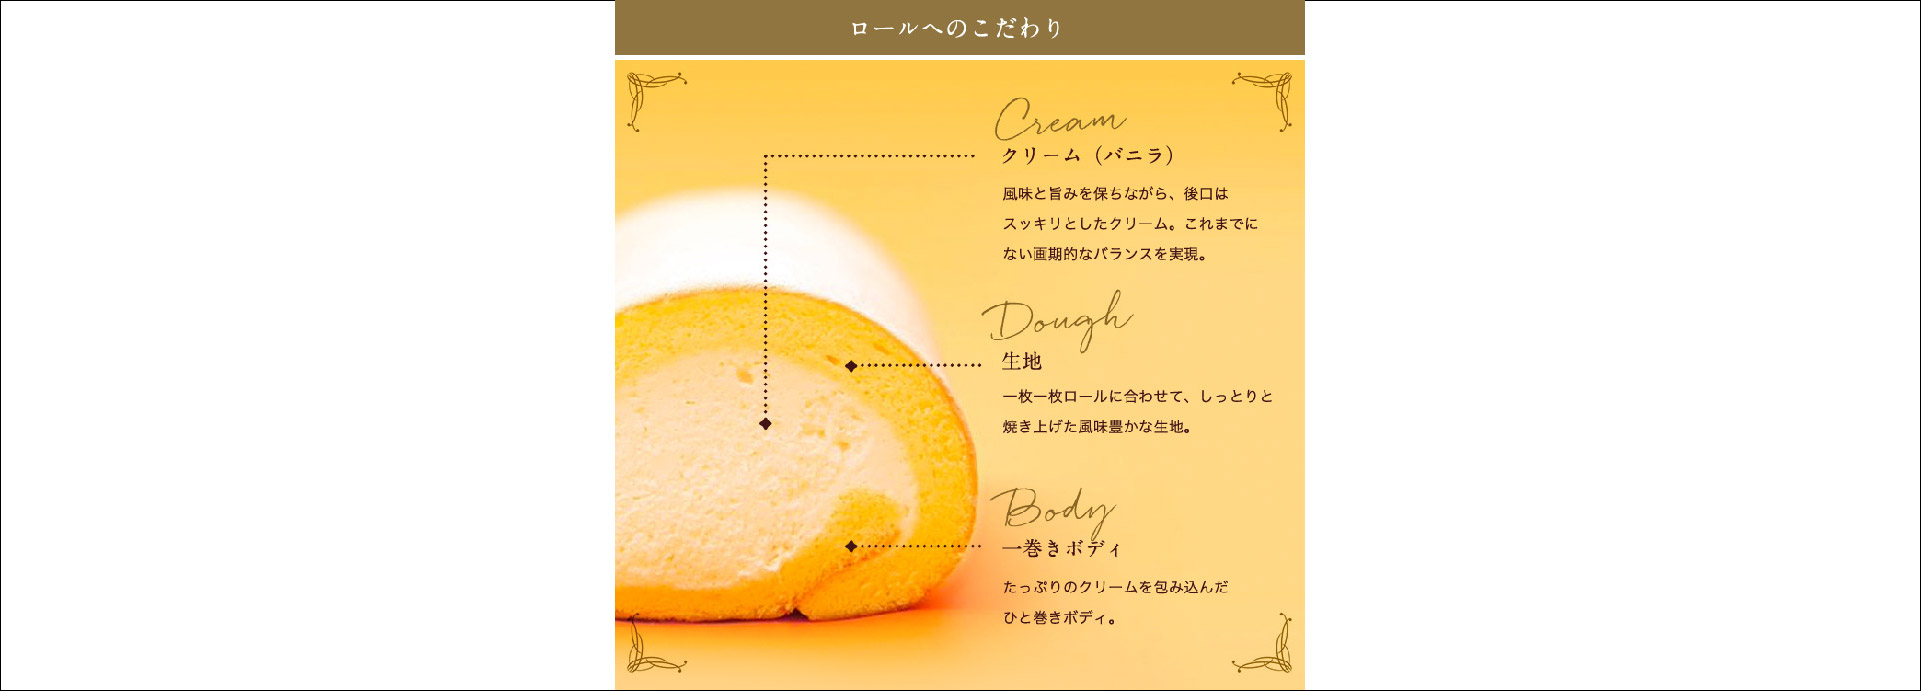 ロールへのこだわり
Cream
クリーム（バニラ）
風味と旨みを保ちながら、後口は
スッキリとしたクリーム。これまでに
ない画期的なバランスを実現。
Dough
生地
一枚一枚ロールに合わせて、しっとりと
焼き上げた風味豊かな生地。
Body
一巻きボディ
たっぷりのクリームを包み込んだ
ひと巻きボディ。